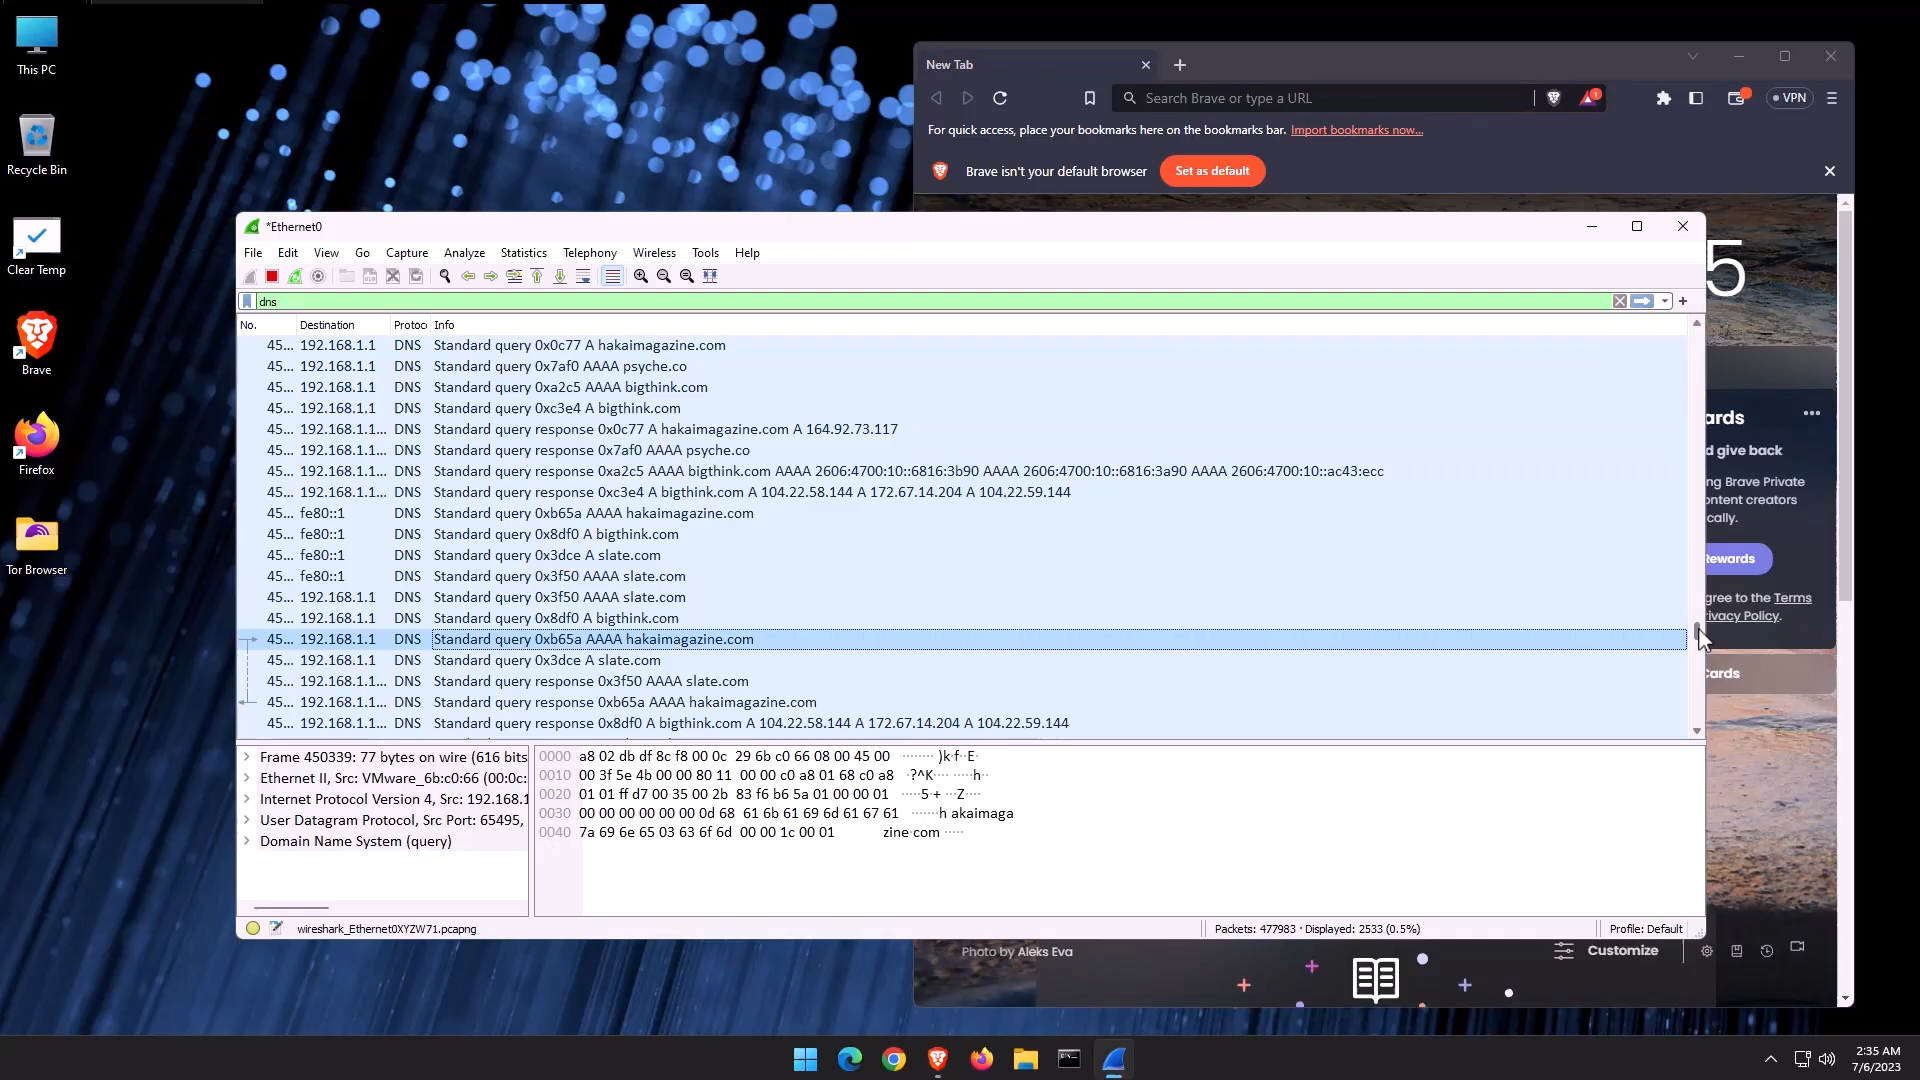 This PC
Recycle Bin
Clear Temp
Brave
Firefox
Tor Browser
New Tab
Search Brave or type a URL
1
VPN
For quick access, place your bookmarks here on the bookmarks bar. Import bookmarks now...
Brave isn't your default browser
Set as default
5
*Ethernet0
File Edit View Go Capture Analyze Statistics Telephony Wireless Tools Help
dns
No. Destination Protoc Info
45... 192.168.1.1 DNS Standard query 0x0c77 A hakaimagazine.com
45... 192.168.1.1 DNS Standard query 0x7af0 AAAA psyche.co
45... 192.168.1.1 DNS Standard query 0xa2c5 AAAA bigthink.com
45... 192.168.1.1 DNS Standard query 0xc3e4 A bigthink.com
45... 192.168.1.1... DNS Standard query response 0x0c77 A hakaimagazine.com A 164.92.73.117
45... 192.168.1.1... DNS Standard query response 0x7af0 AAAA psyche.co
45... 192.168.1.1... DNS Standard query response 0xa2c5 AAAA bigthink.com AAAA 2606:4700:10::6816:3b90 AAAA 2606:4700:10::6816:3a90 AAAA 2606:4700:10::ac43:ecc
45... 192.168.1.1... DNS Standard query response 0xc3e4 A bigthink.com A 104.22.58.144 A 172.67.14.204 A 104.22.59.144
45... fe80::1 DNS Standard query 0xb65a AAAA hakaimagazine.com
45... fe80::1 DNS Standard query 0x8df0 A bigthink.com
45... fe80::1 DNS Standard query 0x3dce A slate.com
45... fe80::1 DNS Standard query 0x3f50 AAAA slate.com
45... 192.168.1.1 DNS Standard query 0x3f50 AAAA slate.com
45... 192.168.1.1 DNS Standard query 0x8df0 A bigthink.com
45... 192.168.1.1 DNS Standard query 0xb65a AAAA hakaimagazine.com
45... 192.168.1.1 DNS Standard query 0x3dce A slate.com
45... 192.168.1.1... DNS Standard query response 0x3f50 AAAA slate.com
45... 192.168.1.1... DNS Standard query response 0xb65a AAAA hakaimagazine.com
45... 192.168.1.1... DNS Standard query response 0x8df0 A bigthink.com A 104.22.58.144 A 172.67.14.204 A 104.22.59.144
ards
d give back
ng Brave Private
ontent creators
cally.
Rewards
gree to the Terms
rivacy Policy.
Cards
Frame 450339: 77 bytes on wire (616 bits
Ethernet II, Src: VMware_6b:c0:66 (00:0c:
Internet Protocol Version 4, Src: 192.168.1
User Datagram Protocol, Src Port: 65495,
Domain Name System (query)
0000 a8 02 db df 8c f8 00 0c 29 6b c0 66 08 00 45 00 ········ )k·f··E·
0010 00 3f 5e 4b 00 00 80 11 00 00 c0 a8 01 68 c0 a8 ·?^K···· ·····h··
0020 01 01 ff d7 00 35 00 2b 83 f6 b6 5a 01 00 00 01 ·····5·+ ···Z····
0030 00 00 00 00 00 00 0d 68 61 6b 61 69 6d 61 67 61 ·······h akaimaga
0040 7a 69 6e 65 03 63 6f 6d 00 00 1c 00 01 zine·com ·····
wireshark_Ethernet0XYZW71.pcapng
Packets: 477983 · Displayed: 2533 (0.5%)
Profile: Default
Photo by Aleks Eva
Customize
2:35 AM
7/6/2023